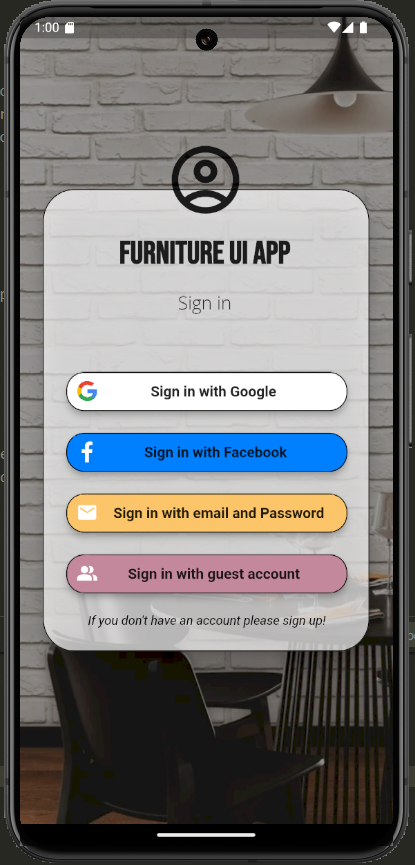 1:00
FURNITURE UI APP
Sign in
Sign in with Google
Sign in with Facebook
Sign in with email and Password
Sign in with guest account
If you don't have an account please sign up!